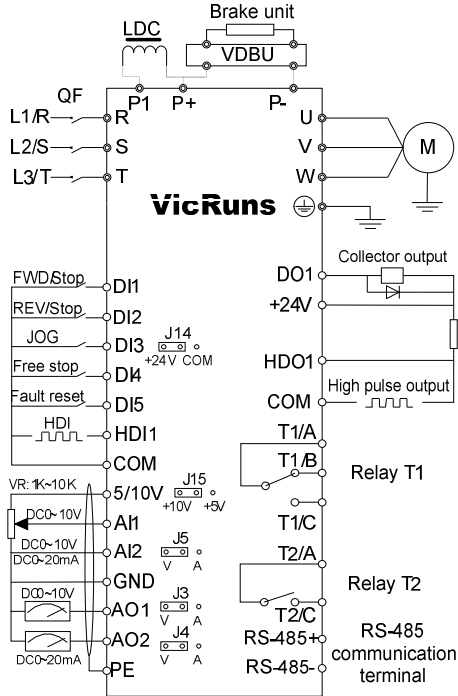 Brake unit
LDC
VDBU
P1 P+ P-
QF
L1/R R U
L2/S S V M
L3/T T W
VicRuns
Collector output
FWD/Stop DI1 DO1
REV/Stop DI2 +24V
JOG DI3 J14
+24V COM
Free stop DI4 HDO1
Fault reset DI5 High pulse output
COM
HDI HDI1 T1/A
COM T1/B Relay T1
VR: 1K~10K 5/10V J15
+10V +5V
DC0~10V AI1 T1/C
DC0~10V AI2 J5 T2/A
DC0~20mA V A
GND Relay T2
DC0~10V AO1 J3
V A T2/C
AO2 J4 RS-485+ RS-485
DC0~20mA V A communication
PE RS-485- terminal